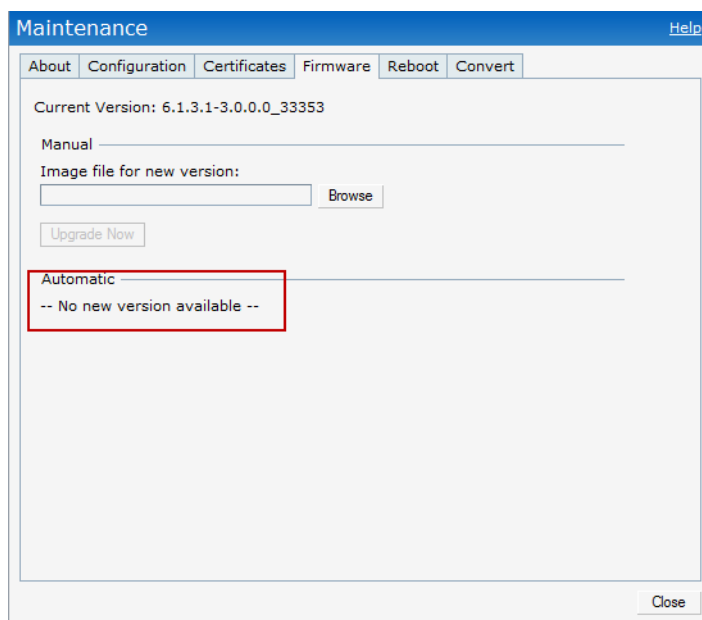 Maintenance
Help
About Configuration Certificates Firmware Reboot Convert
Current Version: 6.1.3.1-3.0.0.0_33353
Manual
Image file for new version:
Browse
Upgrade Now
Automatic
-- No new version available --
Close